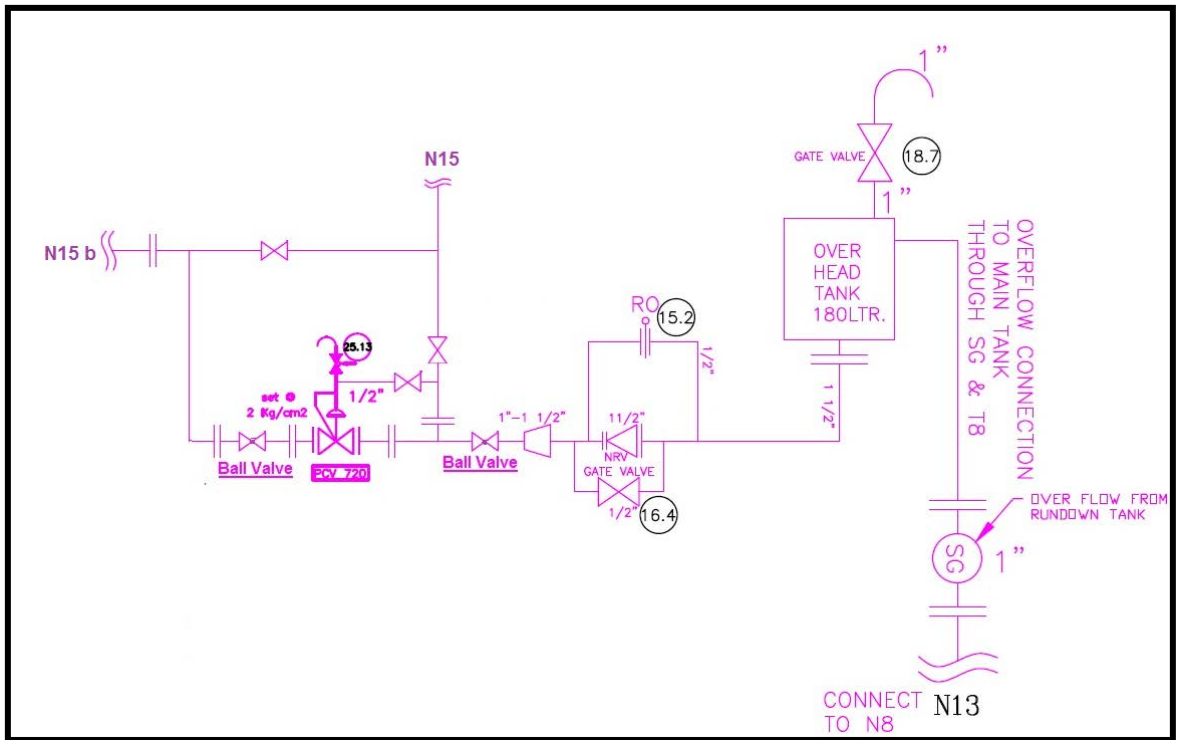 1"
GATE VALVE
18.7
1"
N15
N15 b
OVER
HEAD
TANK
180LTR.
OVERFLOW CONNECTION
TO MAIN TANK
THROUGH SG & T8
RO
15.2
1/2"
25.13
1/2"
set @
2 Kg/cm2
1 1/2"
1"-1 1/2"
11/2"
NRV
Ball Valve
PCV 720
Ball Valve
GATE VALVE
1/2"
16.4
OVER FLOW FROM
RUNDOWN TANK
SG
1"
CONNECT
TO N8
N13